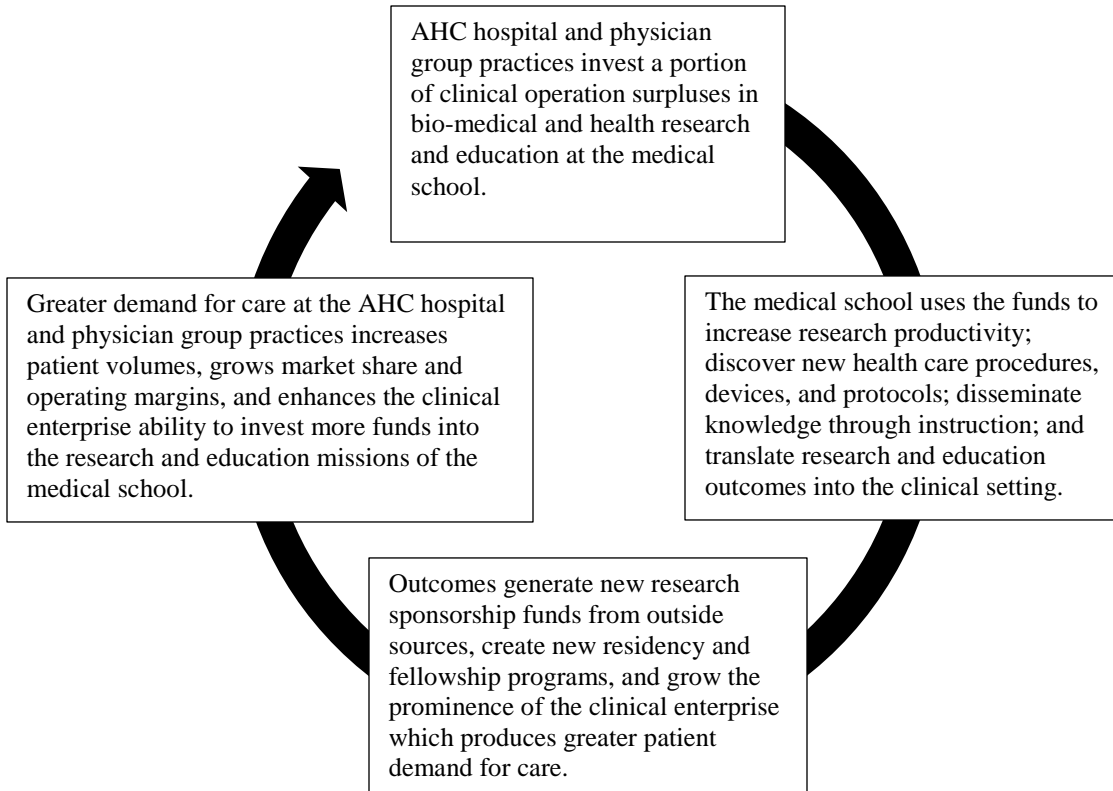 AHC hospital and physician
group practices invest a portion
of clinical operation surpluses in
bio-medical and health research
and education at the medical
school.
The medical school uses the funds to
increase research productivity;
discover new health care procedures,
devices, and protocols; disseminate
knowledge through instruction; and
translate research and education
outcomes into the clinical setting.
Outcomes generate new research
sponsorship funds from outside
sources, create new residency and
fellowship programs, and grow the
prominence of the clinical enterprise
which produces greater patient
demand for care.
Greater demand for care at the AHC hospital
and physician group practices increases
patient volumes, grows market share and
operating margins, and enhances the clinical
enterprise ability to invest more funds into
the research and education missions of the
medical school.